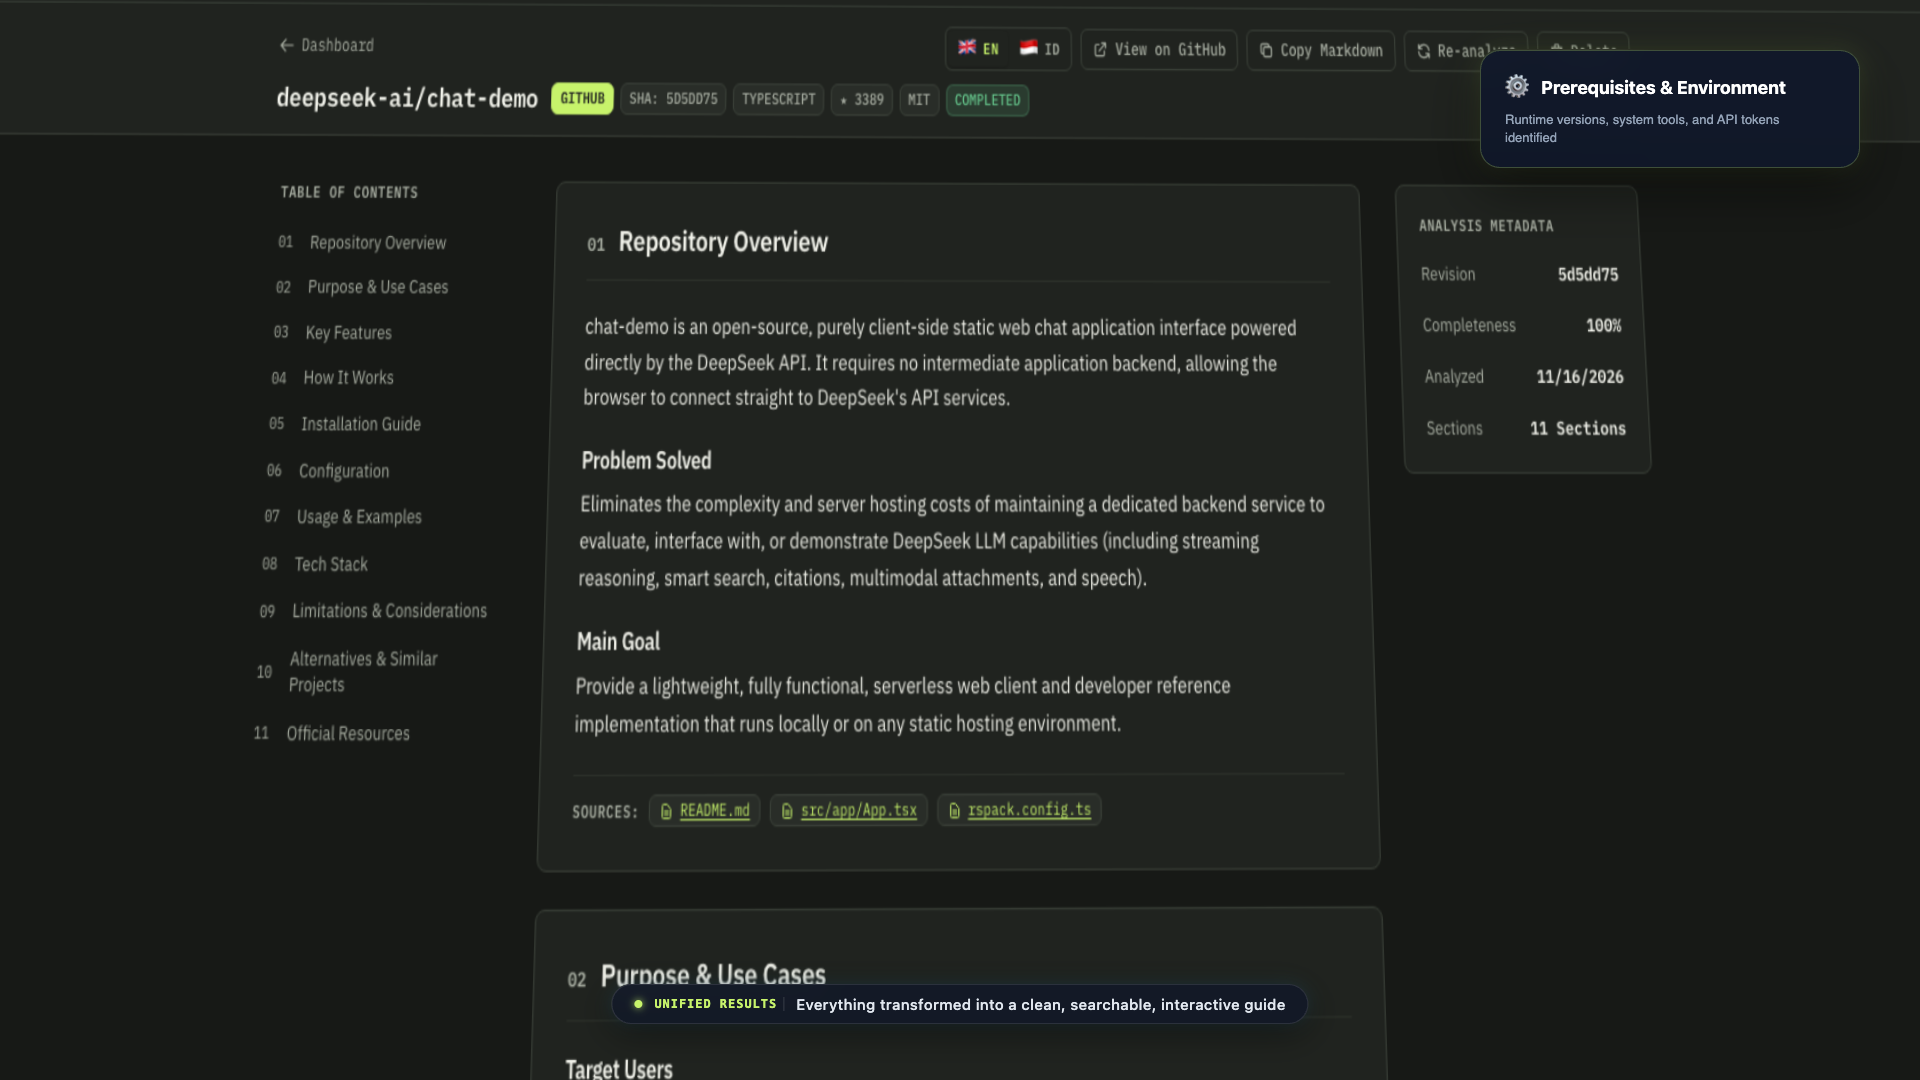 ← Dashboard
🇬🇧 EN 🇮🇩 ID
View on GitHub
Copy Markdown
deepseek-ai/chat-demo
GITHUB
SHA: 5D5DD75
TYPESCRIPT
★ 3389
MIT
COMPLETED
Prerequisites & Environment
Runtime versions, system tools, and API tokens
identified
TABLE OF CONTENTS
01 Repository Overview
02 Purpose & Use Cases
03 Key Features
04 How It Works
05 Installation Guide
06 Configuration
07 Usage & Examples
08 Tech Stack
09 Limitations & Considerations
10 Alternatives & Similar
Projects
11 Official Resources
01 Repository Overview
chat-demo is an open-source, purely client-side static web chat application interface powered
directly by the DeepSeek API. It requires no intermediate application backend, allowing the
browser to connect straight to DeepSeek's API services.
Problem Solved
Eliminates the complexity and server hosting costs of maintaining a dedicated backend service to
evaluate, interface with, or demonstrate DeepSeek LLM capabilities (including streaming
reasoning, smart search, citations, multimodal attachments, and speech).
Main Goal
Provide a lightweight, fully functional, serverless web client and developer reference
implementation that runs locally or on any static hosting environment.
SOURCES: README.md src/app/App.tsx rspack.config.ts
ANALYSIS METADATA
Revision 5d5dd75
Completeness 100%
Analyzed 11/16/2026
Sections 11 Sections
02 Purpose & Use Cases
UNIFIED RESULTS Everything transformed into a clean, searchable, interactive guide
Target Users